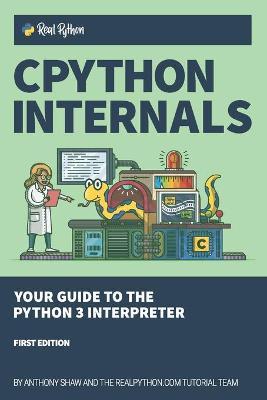 Real Python
CPYTHON
INTERNALS
C
YOUR GUIDE TO THE
PYTHON 3 INTERPRETER
FIRST EDITION
BY ANTHONY SHAW AND THE REALPYTHON.COM TUTORIAL TEAM